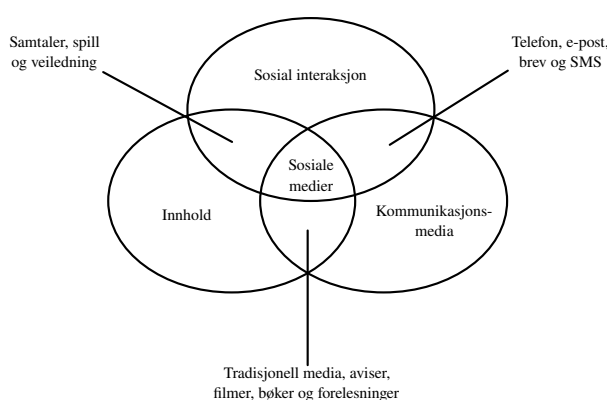 Samtaler, spill
og veiledning
Telefon, e-post,
brev og SMS
Sosial interaksjon
Sosiale
medier
Innhold
Kommunikasjons-
media
Tradisjonell media, aviser,
filmer, bøker og forelesninger